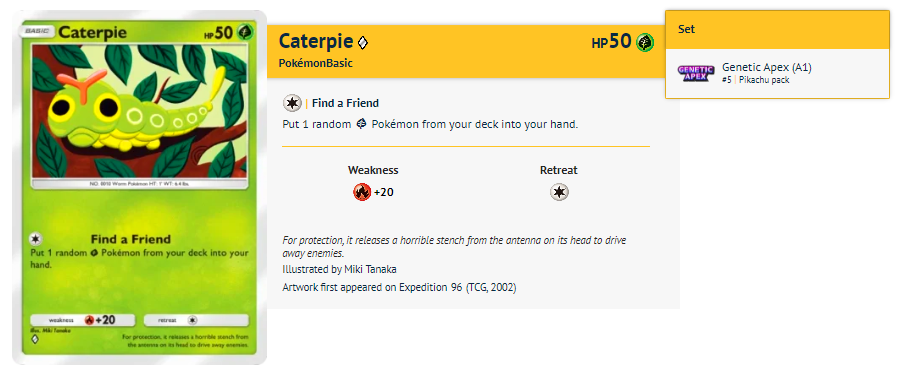 BASIC
Caterpie
HP 50
NO. 0010 Worm Pokémon HT: 1' WT: 6.4 lbs.
Find a Friend
Put 1 random Pokémon from your deck into your
hand.
weakness +20 retreat
Illus. Miki Tanaka
For protection, it releases a horrible stench from
the antenna on its head to drive away enemies.
Caterpie HP 50
PokémonBasic
| Find a Friend
Put 1 random Pokémon from your deck into your hand.
Weakness Retreat
+20
For protection, it releases a horrible stench from the antenna on its head to drive
away enemies.
Illustrated by Miki Tanaka
Artwork first appeared on Expedition 96 (TCG, 2002)
Set
GENETIC
APEX
Genetic Apex (A1)
#5 | Pikachu pack